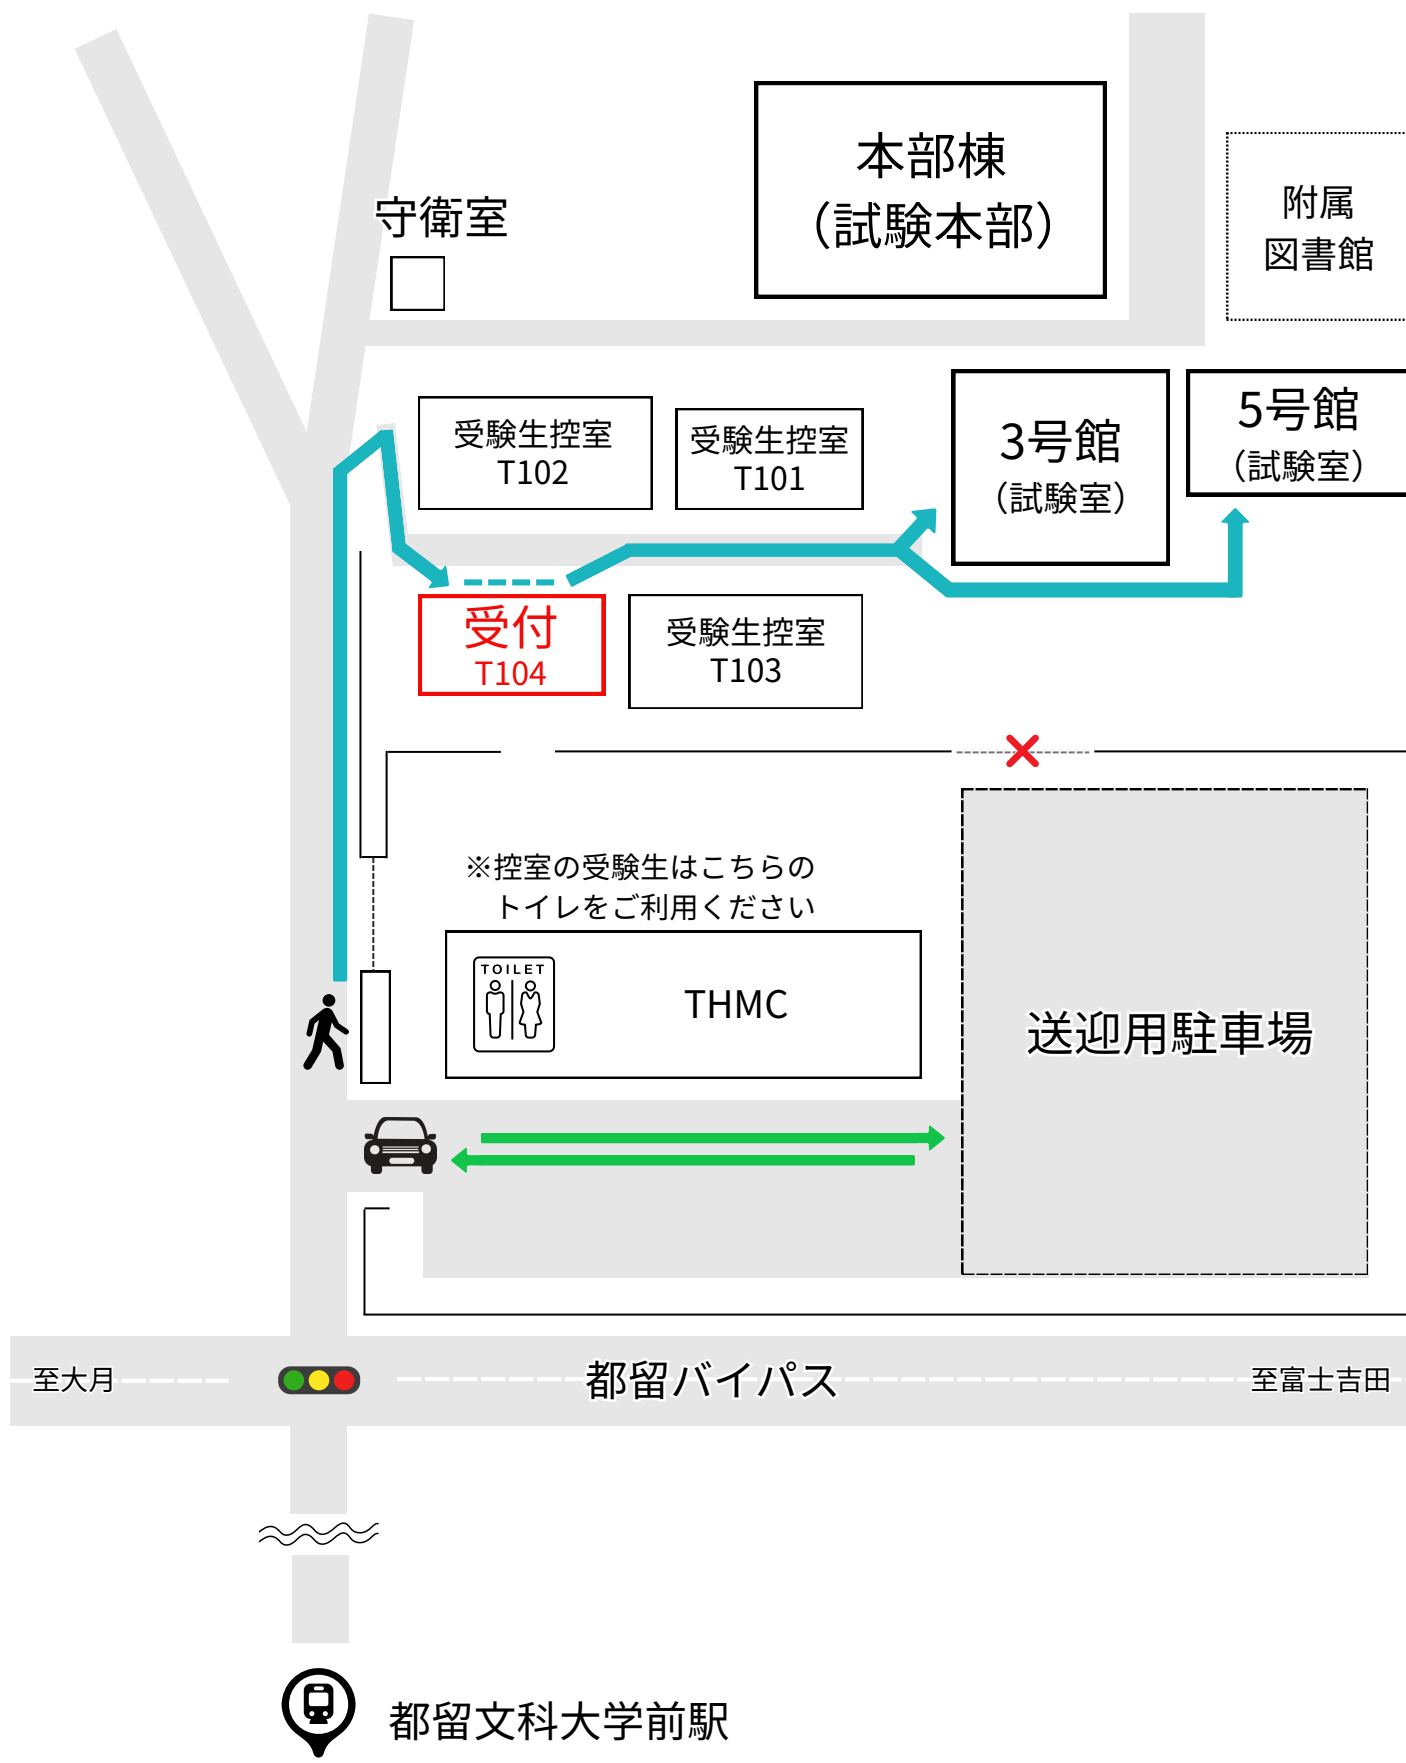 本部棟
（試験本部）
附属
図書館
守衛室
受験生控室
T102
受験生控室
T101
3号館
（試験室）
5号館
（試験室）
受付
T104
受験生控室
T103
※控室の受験生はこちらの
トイレをご利用ください
TOILET
THMC
送迎用駐車場
至大月
都留バイパス
至富士吉田
都留文科大学前駅